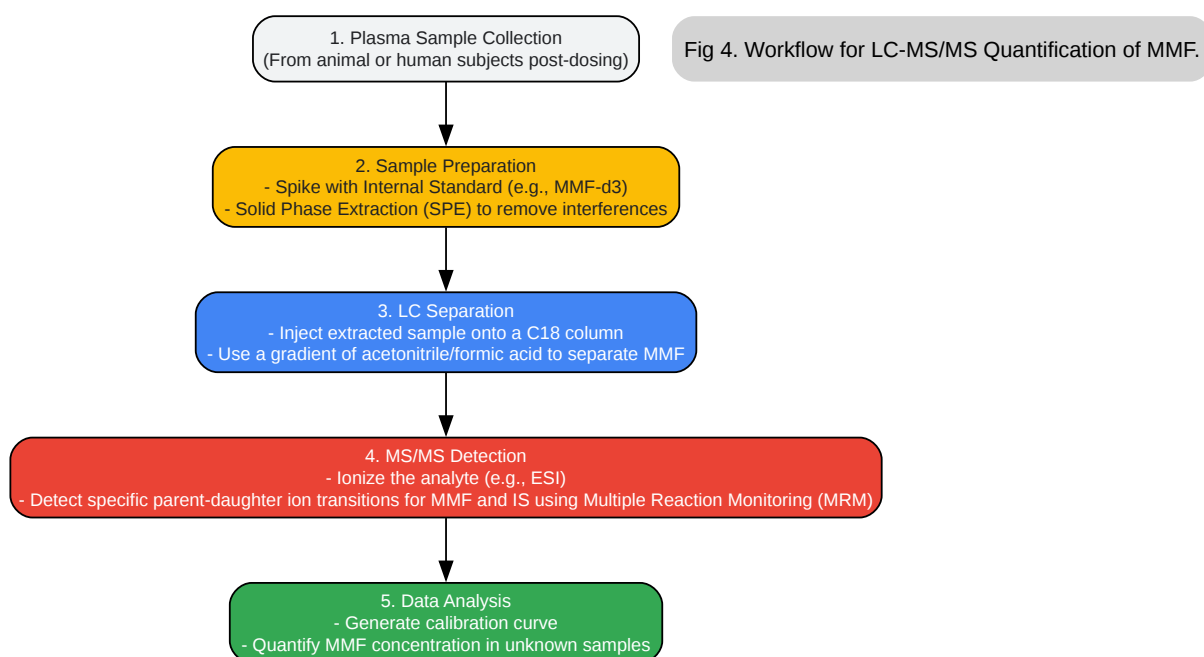 1. Plasma Sample Collection
(From animal or human subjects post-dosing)
Fig 4. Workflow for LC-MS/MS Quantification of MMF.
2. Sample Preparation
- Spike with Internal Standard (e.g., MMF-d3)
- Solid Phase Extraction (SPE) to remove interferences
3. LC Separation
- Inject extracted sample onto a C18 column
- Use a gradient of acetonitrile/formic acid to separate MMF
4. MS/MS Detection
- Ionize the analyte (e.g., ESI)
- Detect specific parent-daughter ion transitions for MMF and IS using Multiple Reaction Monitoring (MRM)
5. Data Analysis
- Generate calibration curve
- Quantify MMF concentration in unknown samples